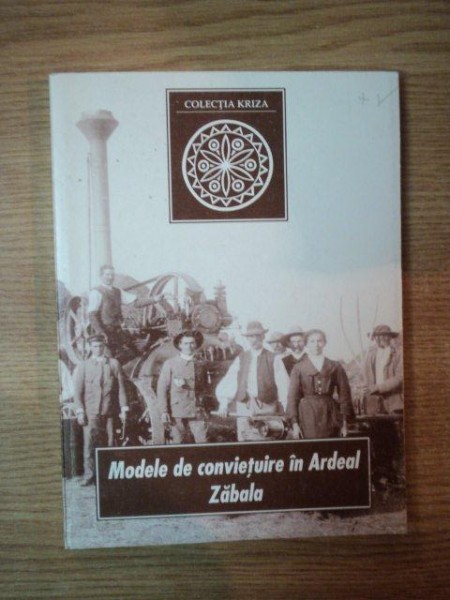 COLECȚIA KRIZA
Modele de conviețuire în Ardeal
Zăbala